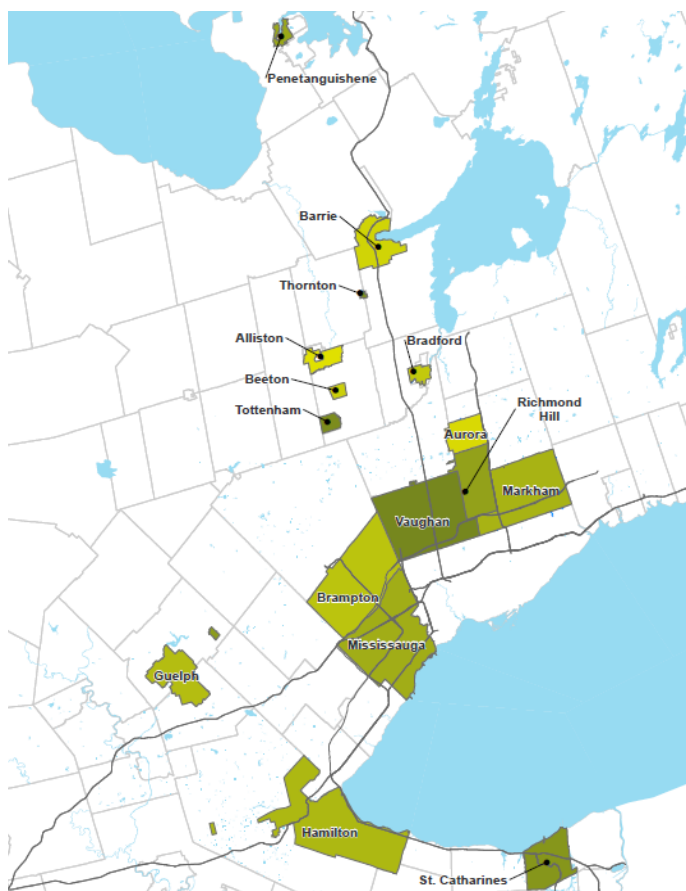 Penetanguishene
Barrie
Thornton
Alliston
Bradford
Beeton
Tottenham
Richmond
Hill
Aurora
Markham
Vaughan
Brampton
Mississauga
Guelph
Hamilton
St. Catharines